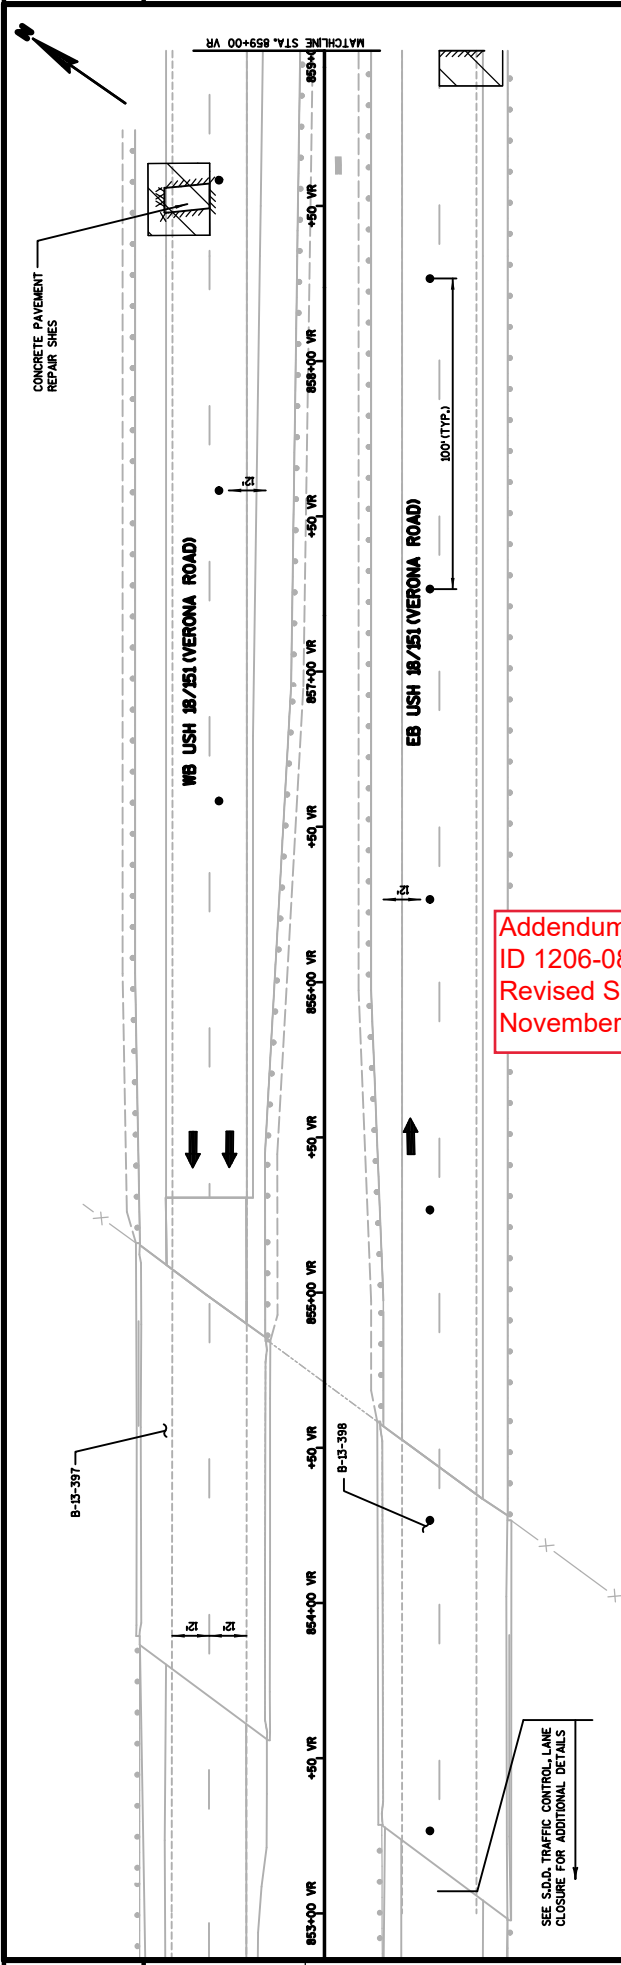 N
MATCHLINE STA. 859+00 VR
859+0
CONCRETE PAVEMENT
REPAIR SHES
+50 VR
858+00 VR
100' (TYP.)
12'
+50 VR
WB USH 18/151 (VERONA ROAD)
EB USH 18/151 (VERONA ROAD)
857+00 VR
+50 VR
12'
Addendum
ID 1206-08
Revised S
November
856+00 VR
+50 VR
855+00 VR
B-13-397
+50 VR
B-13-398
854+00 VR
12'
12'
+50 VR
SEE S.D.D. TRAFFIC CONTROL, LANE
CLOSURE FOR ADDITIONAL DETAILS
853+00 VR